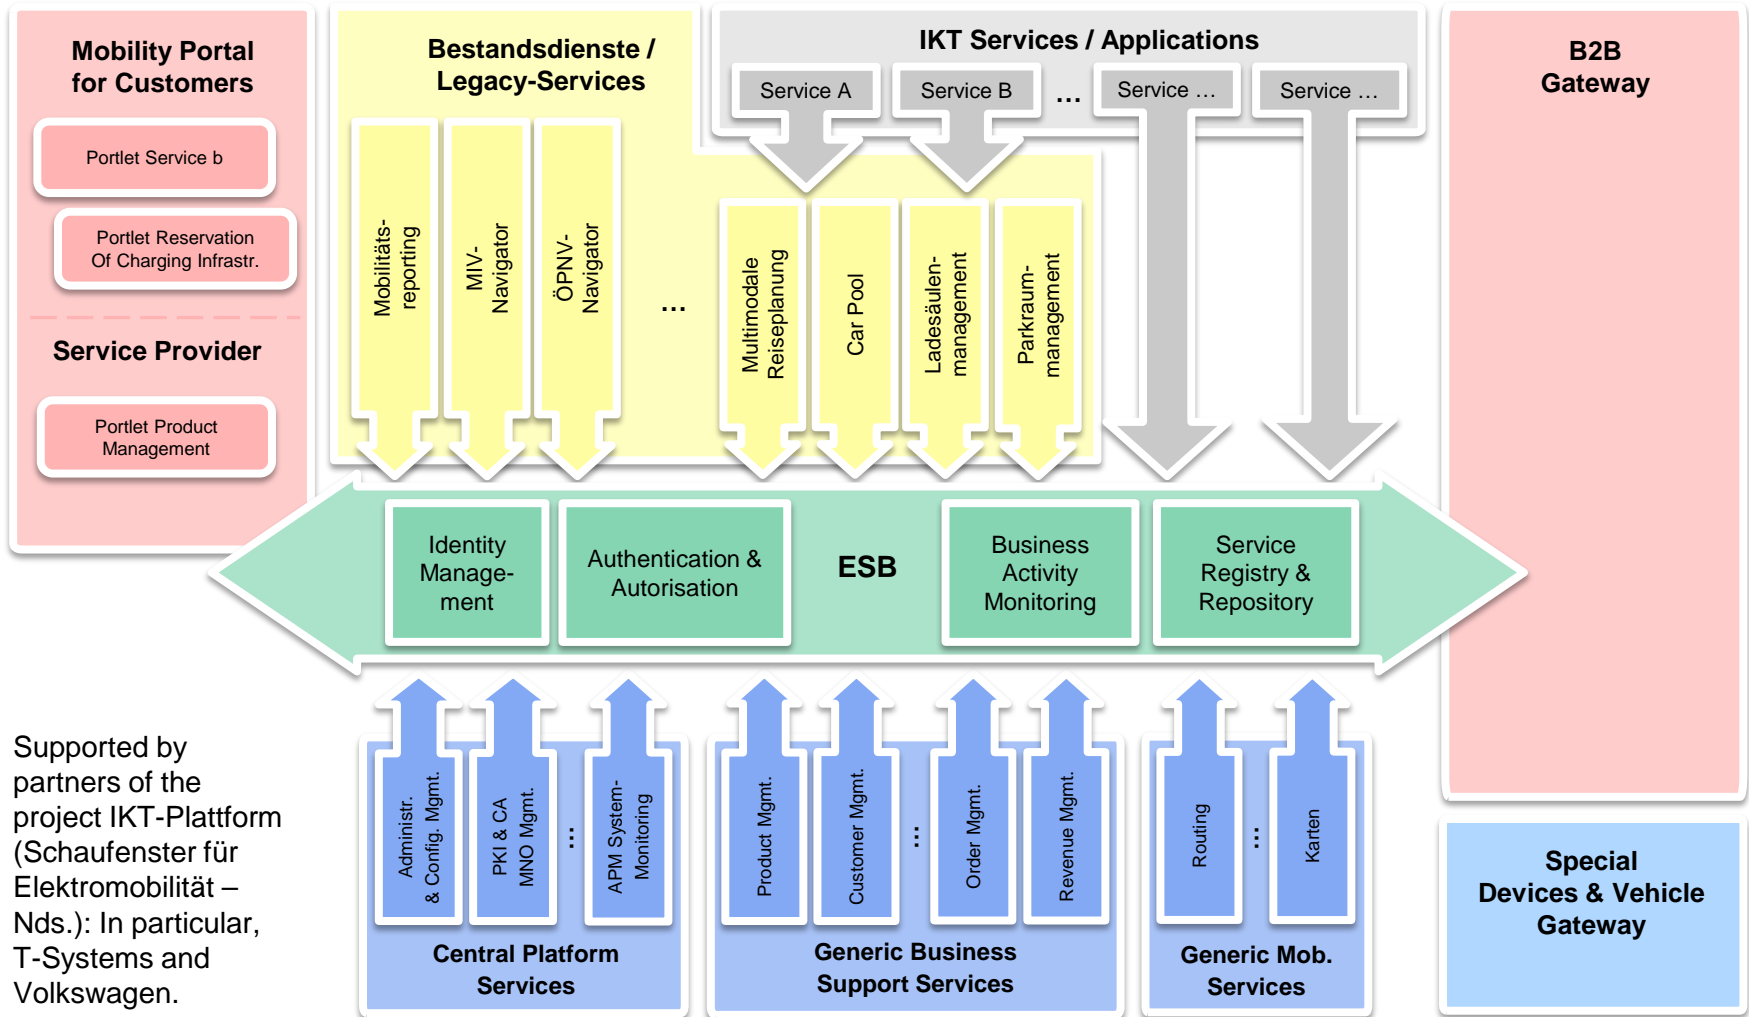 Mobility Portal
for Customers
Portlet Service b
Portlet Reservation
Of Charging Infrastr.
Service Provider
Portlet Product
Management
Bestandsdienste /
Legacy-Services
Mobilitäts-
reporting
MIV-
Navigator
ÖPNV-
Navigator
...
Multimodale
Reiseplanung
Car Pool
Ladesäulen-
management
Parkraum-
management
IKT Services / Applications
Service A
Service B
...
Service ...
Service ...
B2B
Gateway
Identity
Manage-
ment
Authentication &
Autorisation
ESB
Business
Activity
Monitoring
Service
Registry &
Repository
Supported by
partners of the
project IKT-Plattform
(Schaufenster für
Elektromobilität –
Nds.): In particular,
T-Systems and
Volkswagen.
Administr.
& Config. Mgmt.
PKI & CA
MNO Mgmt.
...
APM System-
Monitoring
Central Platform
Services
Product Mgmt.
Customer Mgmt.
...
Order Mgmt.
Revenue Mgmt.
Generic Business
Support Services
Routing
...
Karten
Generic Mob.
Services
Special
Devices & Vehicle
Gateway